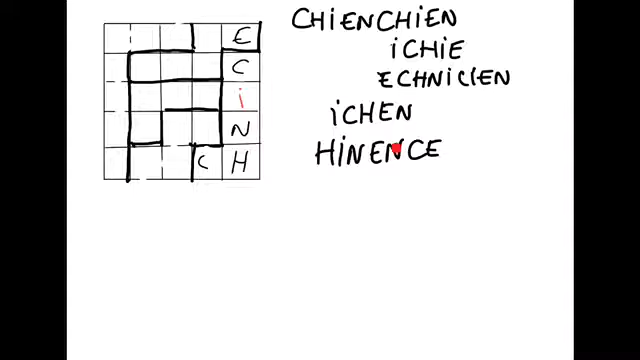 CHiENCHiEN
iCHiE
ECHNiCiEN
iCHEN
HiNENCE
E
C
i
N
C H